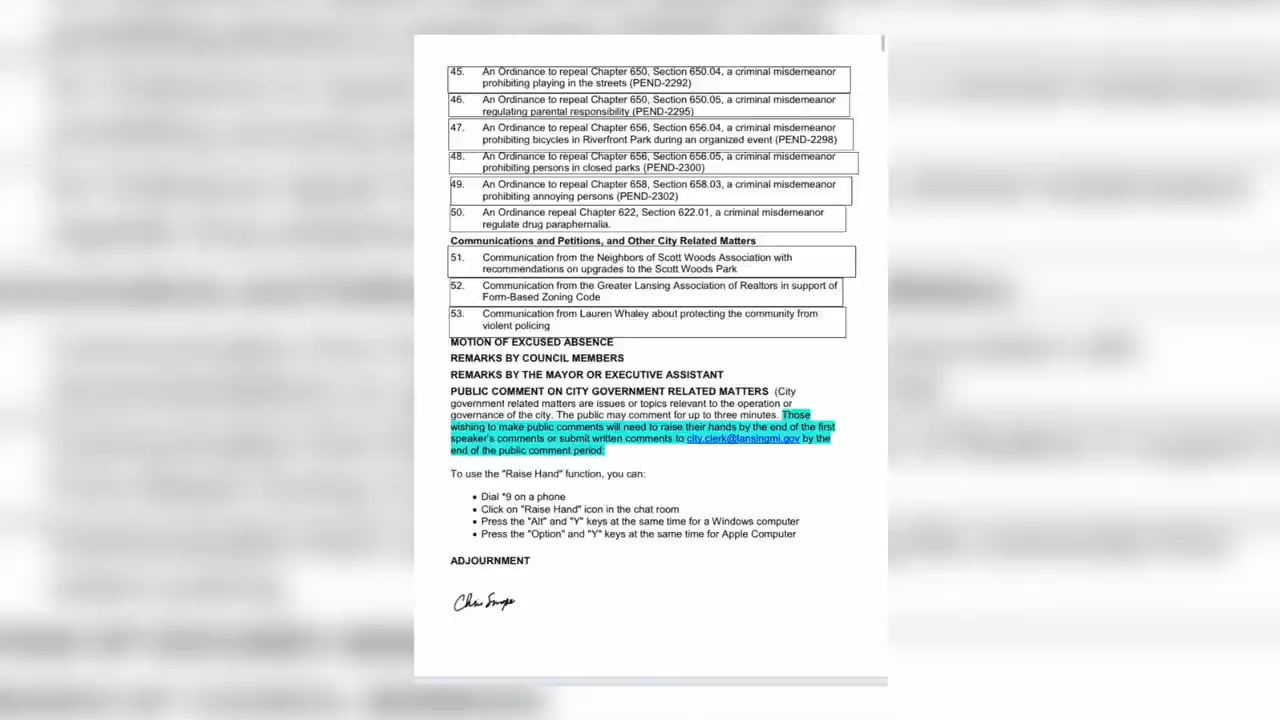 45. An Ordinance to repeal Chapter 650, Section 650.04, a criminal misdemeanor
prohibiting playing in the streets (PEND-2292)
46. An Ordinance to repeal Chapter 650, Section 650.05, a criminal misdemeanor
regulating parental responsibility (PEND-2295)
47. An Ordinance to repeal Chapter 656, Section 656.04, a criminal misdemeanor
prohibiting bicycles in Riverfront Park during an organized event (PEND-2298)
48. An Ordinance to repeal Chapter 656, Section 656.05, a criminal misdemeanor
prohibiting persons in closed parks (PEND-2300)
49. An Ordinance to repeal Chapter 658, Section 658.03, a criminal misdemeanor
prohibiting annoying persons (PEND-2302)
50. An Ordinance repeal Chapter 622, Section 622.01, a criminal misdemeanor
regulate drug paraphernalia.
Communications and Petitions, and Other City Related Matters
51. Communication from the Neighbors of Scott Woods Association with
recommendations on upgrades to the Scott Woods Park
52. Communication from the Greater Lansing Association of Realtors in support of
Form-Based Zoning Code
53. Communication from Lauren Whaley about protecting the community from
violent policing
MOTION OF EXCUSED ABSENCE
REMARKS BY COUNCIL MEMBERS
REMARKS BY THE MAYOR OR EXECUTIVE ASSISTANT
PUBLIC COMMENT ON CITY GOVERNMENT RELATED MATTERS (City
government related matters are issues or topics relevant to the operation or
governance of the city. The public may comment for up to three minutes. Those
wishing to make public comments will need to raise their hands by the end of the first
speaker's comments or submit written comments to city.clerk@lansingmi.gov by the
end of the public comment period:
To use the "Raise Hand" function, you can:
• Dial *9 on a phone
• Click on "Raise Hand" icon in the chat room
• Press the "Alt" and "Y" keys at the same time for a Windows computer
• Press the "Option" and "Y" keys at the same time for Apple Computer
ADJOURNMENT